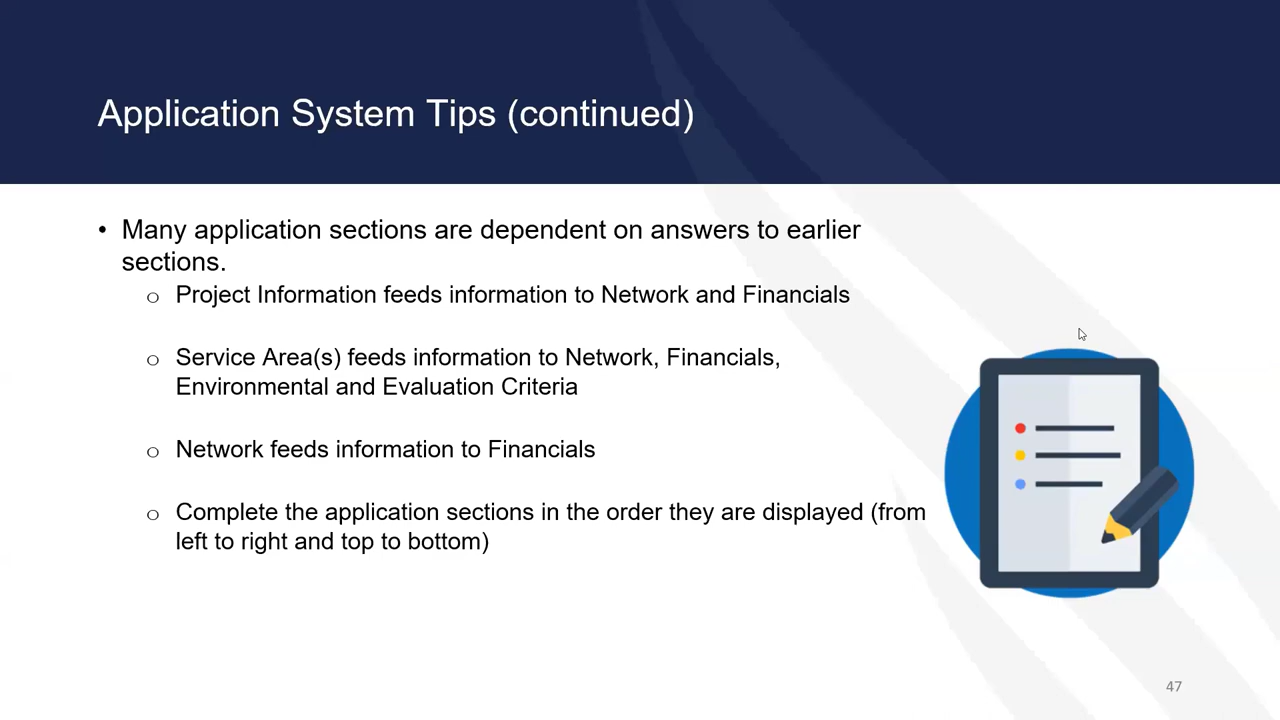 Application System Tips (continued)
• Many application sections are dependent on answers to earlier
sections.
o Project Information feeds information to Network and Financials
o Service Area(s) feeds information to Network, Financials,
Environmental and Evaluation Criteria
o Network feeds information to Financials
o Complete the application sections in the order they are displayed (from
left to right and top to bottom)
47